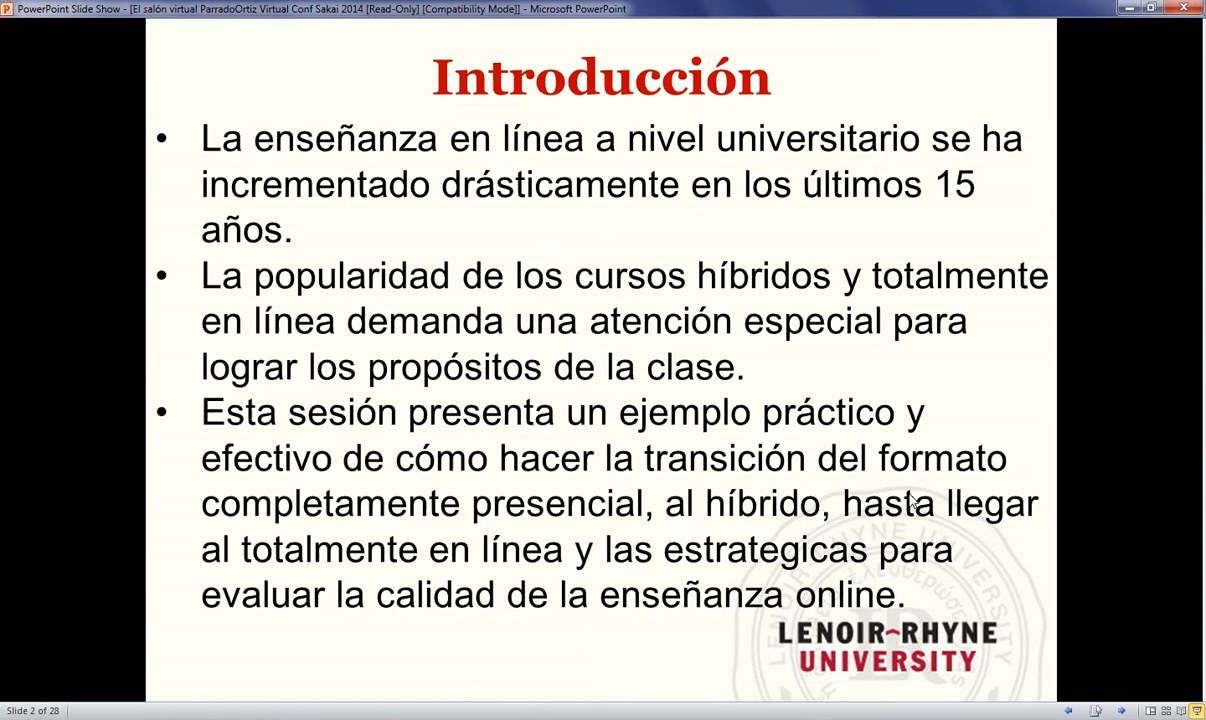 PowerPoint Slide Show - [El salón virtual ParradoOrtiz Virtual Conf Sakai 2014 [Read-Only] [Compatibility Mode]] - Microsoft PowerPoint
Introducción
• La enseñanza en línea a nivel universitario se ha
incrementado drásticamente en los últimos 15
años.
• La popularidad de los cursos híbridos y totalmente
en línea demanda una atención especial para
lograr los propósitos de la clase.
• Esta sesión presenta un ejemplo práctico y
efectivo de cómo hacer la transición del formato
completamente presencial, al híbrido, hasta llegar
al totalmente en línea y las estrategicas para
evaluar la calidad de la enseñanza online.
LENOIR-RHYNE UNIVERSITY
LR
LENOIR~RHYNE
UNIVERSITY
Slide 2 of 28